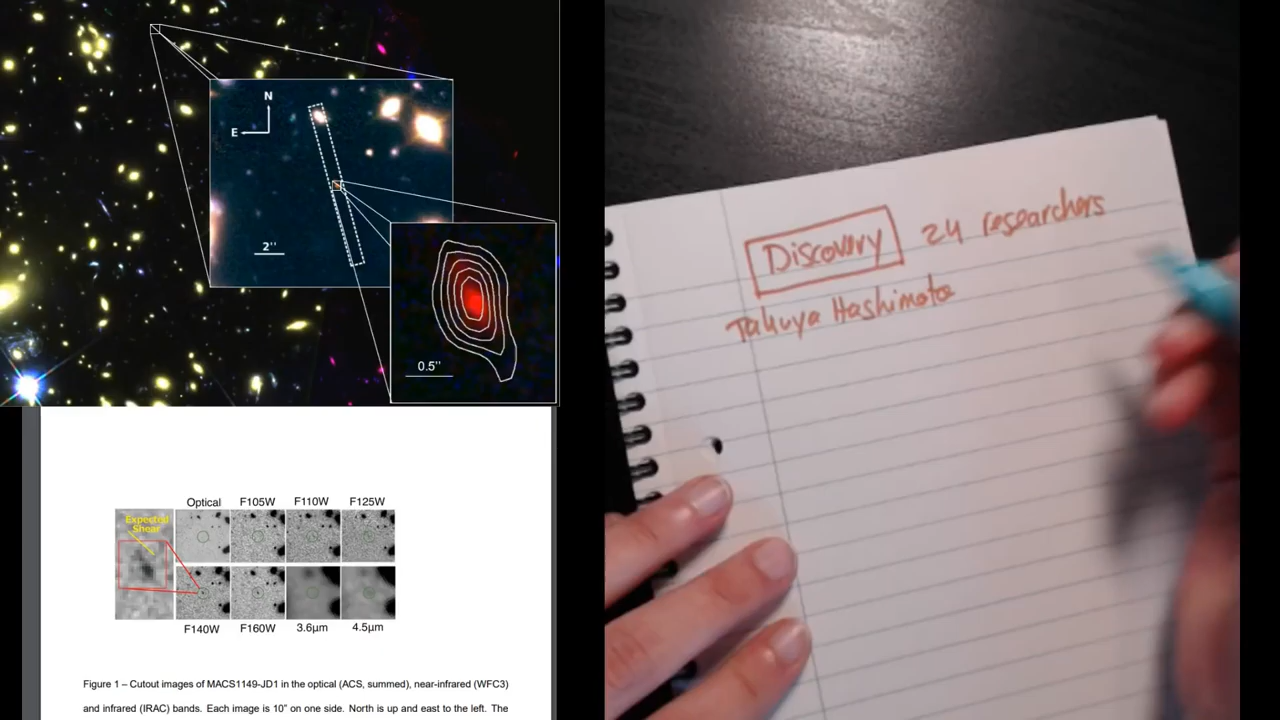 N
E
2"
0.5"
Optical F105W F110W F125W
Expected
Shear
F140W F160W 3.6μm 4.5μm
Figure 1 – Cutout images of MACS1149-JD1 in the optical (ACS, summed), near-infrared (WFC3)
and infrared (IRAC) bands. Each image is 10" on one side. North is up and east to the left. The
Discovery 24 researchers
Takuya Hashimoto